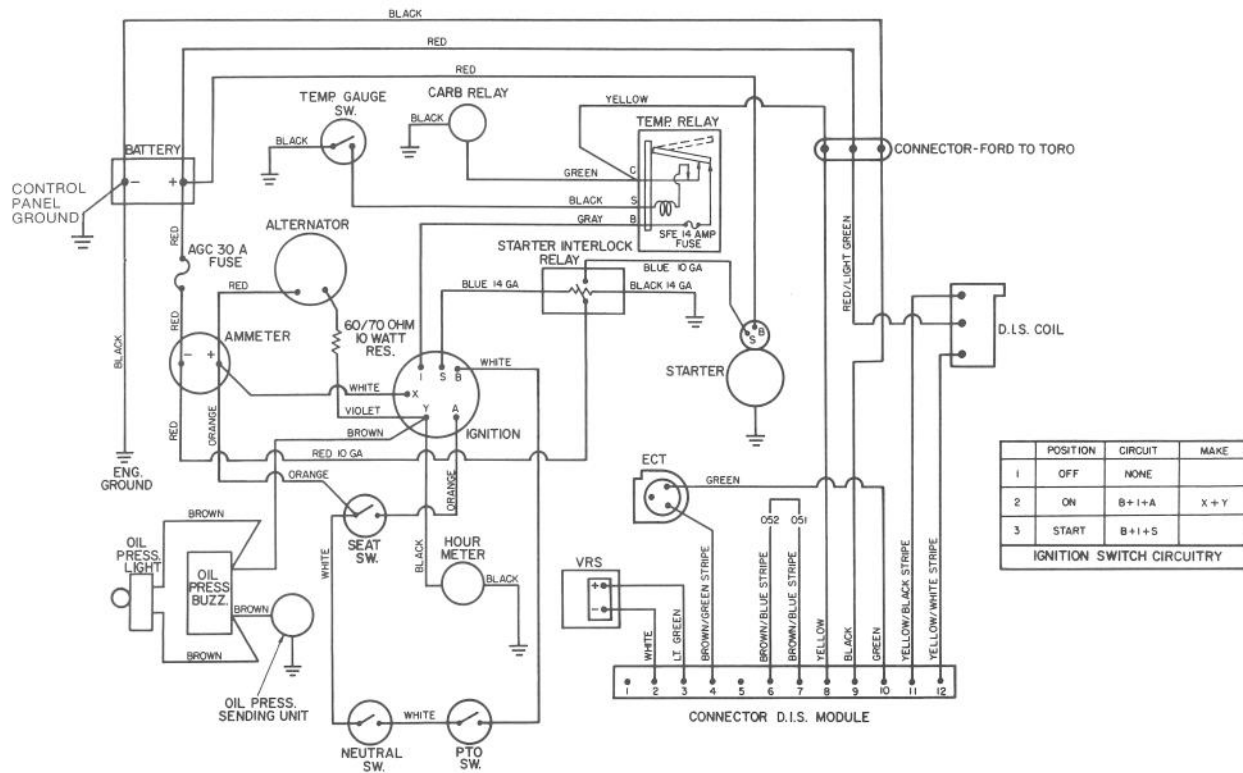 BLACK
RED
RED
TEMP. GAUGE
SW.
CARB RELAY
YELLOW
BLACK
TEMP. RELAY
BLACK
CONNECTOR-FORD TO TORO
BATTERY
- +
CONTROL
PANEL
GROUND
GREEN
C
BLACK
S
GRAY
B
SFE 14 AMP
FUSE
RED
ALTERNATOR
AGC 30 A
FUSE
STARTER INTERLOCK
RELAY
BLUE 10 GA
RED
BLUE 14 GA
BLACK 14 GA
RED/LIGHT GREEN
60/70 OHM
10 WATT
RES.
B
S
D.I.S. COIL
RED
AMMETER
- +
BLACK
WHITE
STARTER
I S B
WHITE
X
VIOLET
Y A
BROWN
IGNITION
RED
ORANGE
RED 10 GA
ENG.
GROUND
ORANGE
ORANGE
ECT
GREEN
POSITION CIRCUIT MAKE
1 OFF NONE
2 ON B+I+A X+Y
3 START B+I+S
IGNITION SWITCH CIRCUITRY
BROWN
052 051
OIL
PRESS.
LIGHT
SEAT
SW.
HOUR
METER
WHITE
BLACK
BLACK
OIL
PRESS
BUZZ.
BROWN
BROWN
VRS
+
-
WHITE
LT. GREEN
BROWN/GREEN STRIPE
BROWN/BLUE STRIPE
BROWN/BLUE STRIPE
YELLOW
BLACK
GREEN
YELLOW/BLACK STRIPE
YELLOW/WHITE STRIPE
1 2 3 4 5 6 7 8 9 10 11 12
CONNECTOR D.I.S. MODULE
OIL PRESS.
SENDING UNIT
WHITE
NEUTRAL
SW.
PTO
SW.